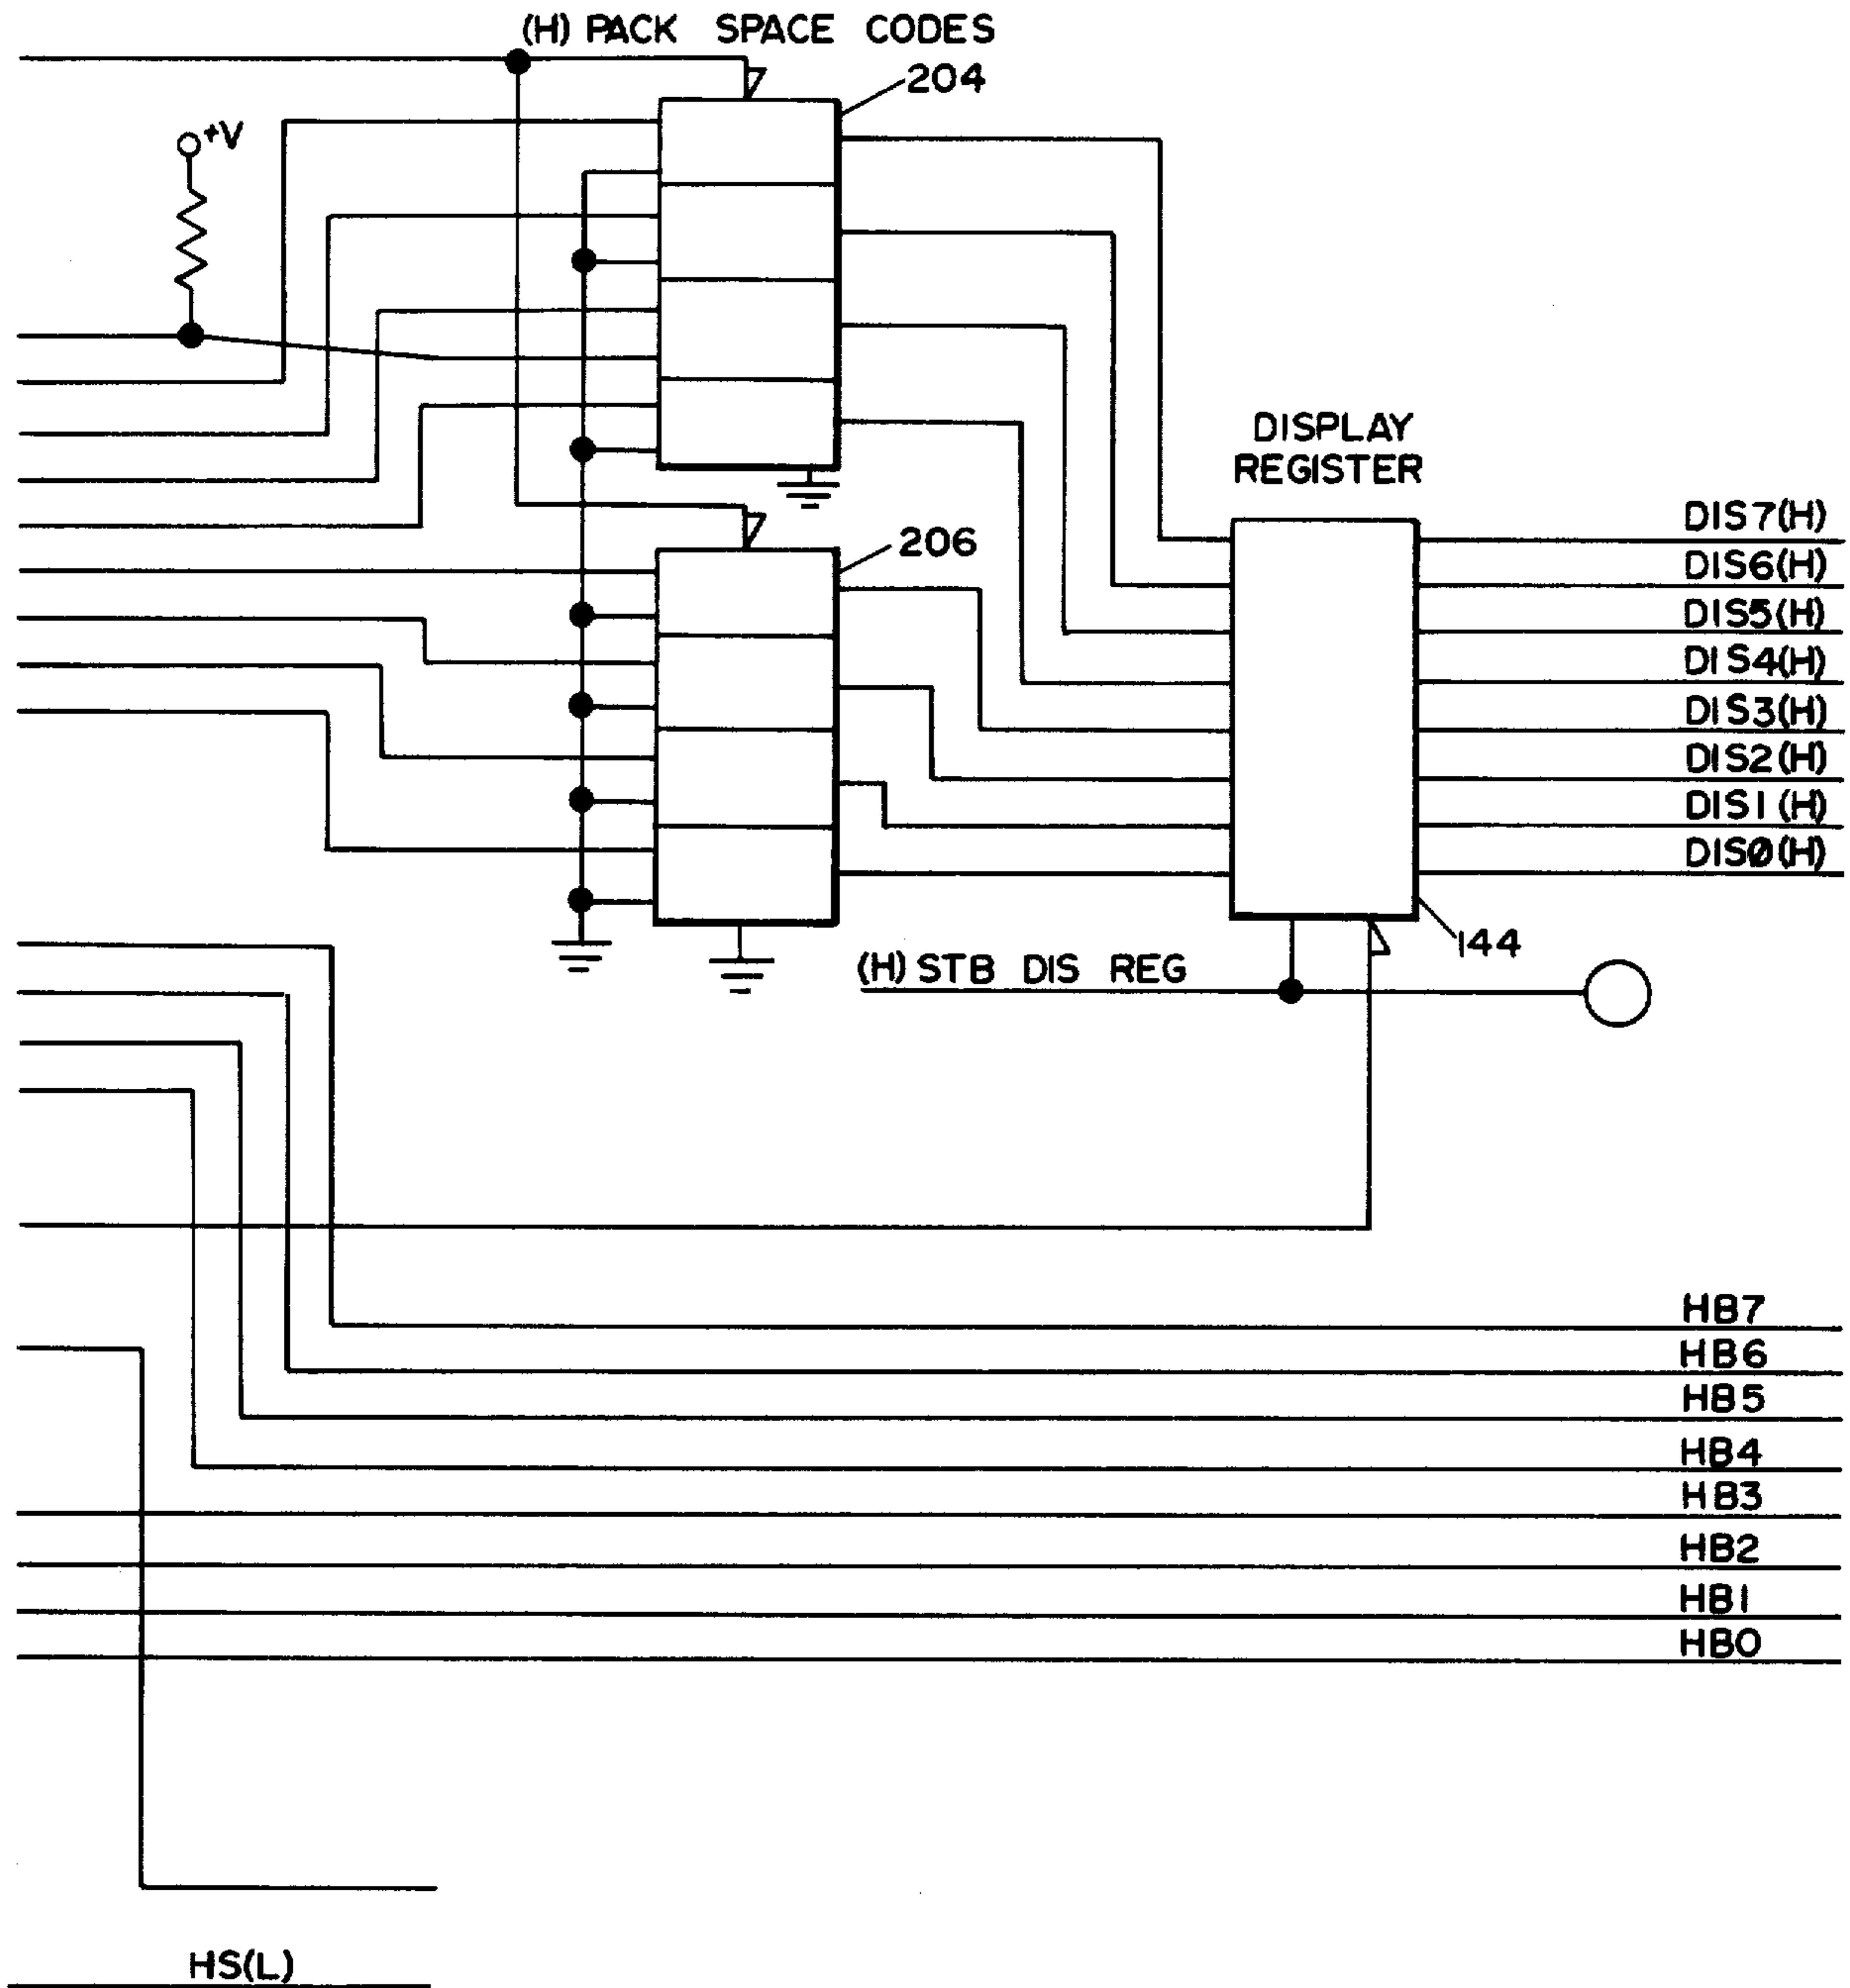 (H) PACK SPACE CODES
204
+V
DISPLAY
REGISTER
DIS7(H)
206
DIS6(H)
DIS5(H)
DIS4(H)
DIS3(H)
DIS2(H)
DIS1(H)
DISØ(H)
144
(H) STB DIS REG
HB7
HB6
HB5
HB4
HB3
HB2
HB1
HB0
HS(L)